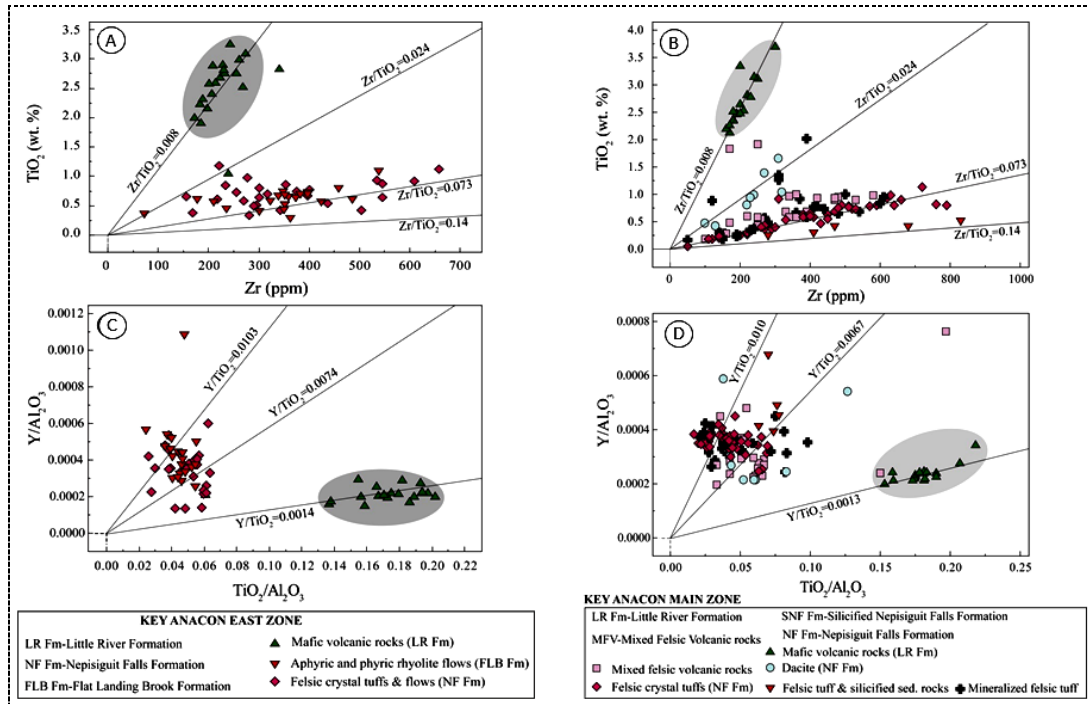 A
TiO2 (wt. %)
3.5
3.0
2.5
2.0
1.5
1.0
0.5
0.0
Zr/TiO2=0.008
Zr/TiO2=0.024
Zr/TiO2=0.073
Zr/TiO2=0.14
0 100 200 300 400 500 600 700
Zr (ppm)
B
TiO2 (wt. %)
4.0
3.5
3.0
2.5
2.0
1.5
1.0
0.5
0.0
Zr/TiO2=0.008
Zr/TiO2=0.024
Zr/TiO2=0.073
Zr/TiO2=0.14
0 200 400 600 800 1000
Zr (ppm)
C
Y/Al2O3
0.0012
0.0010
0.0008
0.0006
0.0004
0.0002
0.0000
Y/TiO2=0.0103
Y/TiO2=0.0074
Y/TiO2=0.0014
0.00 0.02 0.04 0.06 0.08 0.10 0.12 0.14 0.16 0.18 0.20 0.22
TiO2/Al2O3
D
Y/Al2O3
0.0008
0.0006
0.0004
0.0002
0.0000
Y/TiO2=0.010
Y/TiO2=0.0067
Y/TiO2=0.0013
0.00 0.05 0.10 0.15 0.20 0.25
TiO2/Al2O3
KEY ANACON EAST ZONE
LR Fm-Little River Formation
NF Fm-Nepisiguit Falls Formation
FLB Fm-Flat Landing Brook Formation
Mafic volcanic rocks (LR Fm)
Aphyric and phyric rhyolite flows (FLB Fm)
Felsic crystal tuffs & flows (NF Fm)
KEY ANACON MAIN ZONE
LR Fm-Little River Formation SNF Fm-Silicified Nepisiguit Falls Formation
MFV-Mixed Felsic Volcanic rocks NF Fm-Nepisiguit Falls Formation
Mafic volcanic rocks (LR Fm)
Mixed felsic volcanic rocks Dacite (NF Fm)
Felsic crystal tuffs (NF Fm) Felsic tuff & silicified sed. rocks Mineralized felsic tuff